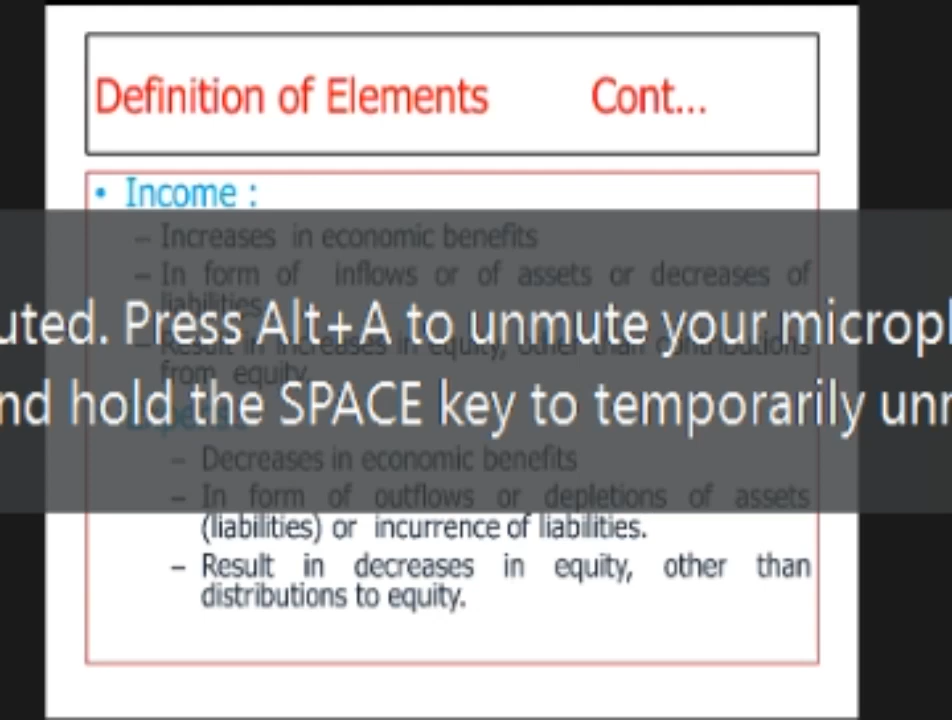 Definition of Elements Cont...
• Income :
– Increases in economic benefits
– In form of inflows or of assets or decreases of
liabilities
uted. Press Alt+A to unmute your microp
– Result in increases in equity, other than contributions
from equity.
nd hold the SPACE key to temporarily unr
– Decreases in economic benefits
– In form of outflows or depletions of assets
(liabilities) or incurrence of liabilities.
– Result in decreases in equity, other than
distributions to equity.